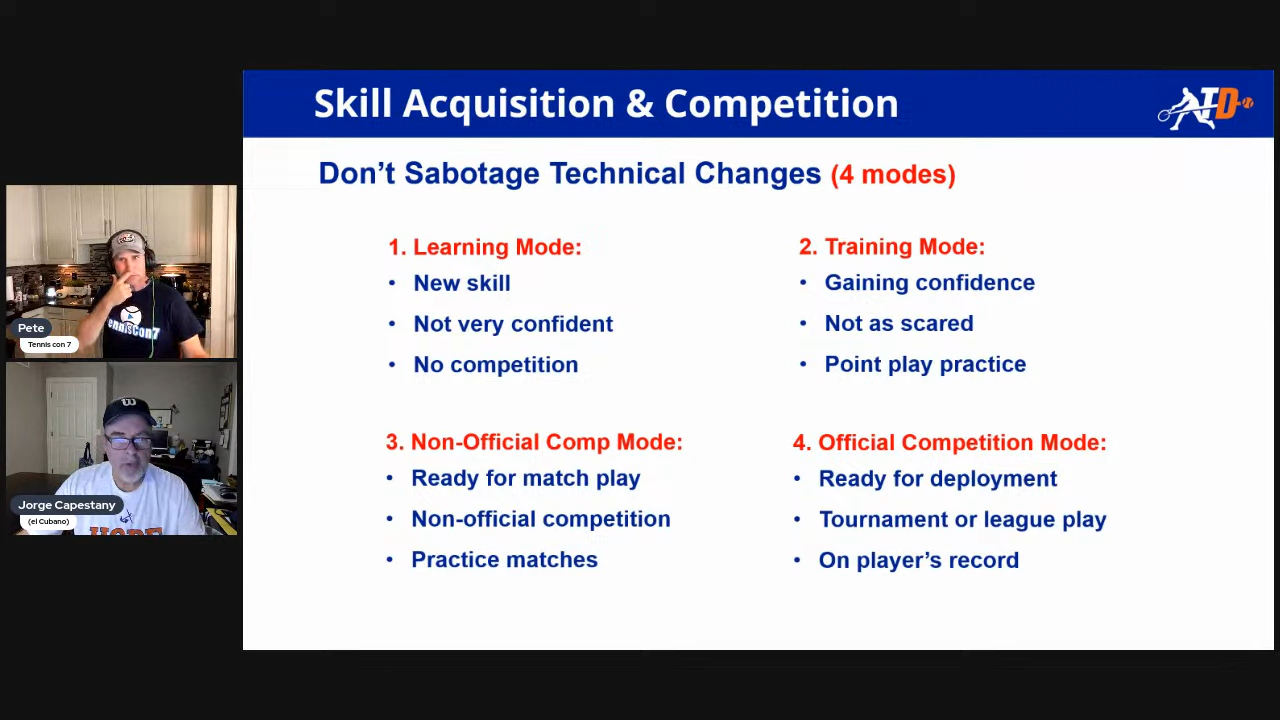 Skill Acquisition & Competition
TD
Don't Sabotage Technical Changes (4 modes)
1. Learning Mode:
• New skill
• Not very confident
• No competition
2. Training Mode:
• Gaining confidence
• Not as scared
• Point play practice
3. Non-Official Comp Mode:
• Ready for match play
• Non-official competition
• Practice matches
4. Official Competition Mode:
• Ready for deployment
• Tournament or league play
• On player's record
ennisCon7
Pete
Tennis con 7
W
Jorge Capestany
(el Cubano)
HOPE